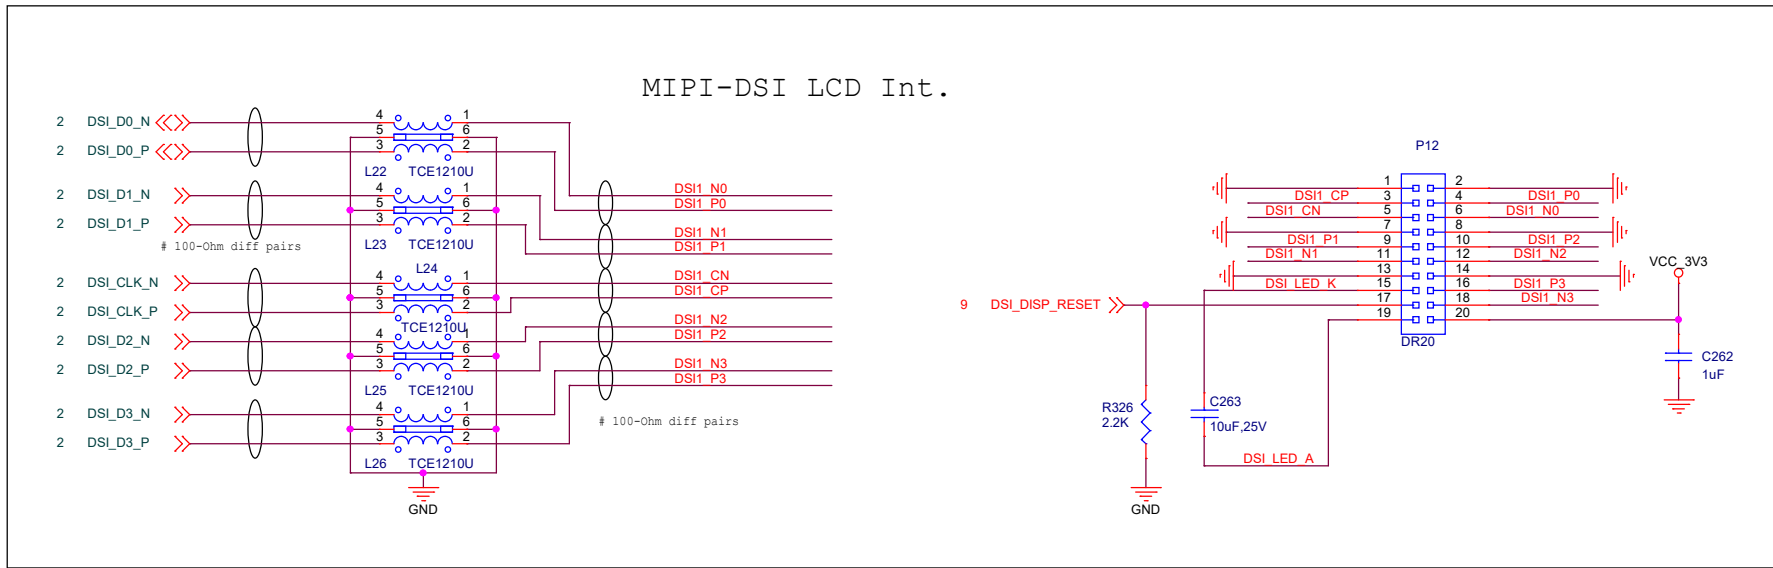 MIPI-DSI LCD Int.
2 DSI_D0_N
4 1
5 6
2 DSI_D0_P
3 2
L22 TCE1210U
2 DSI_D1_N
4 1
5 6
2 DSI_D1_P
3 2
# 100-Ohm diff pairs
L23 TCE1210U
L24
2 DSI_CLK_N
4 1
5 6
2 DSI_CLK_P
3 2
TCE1210U
2 DSI_D2_N
4 1
5 6
2 DSI_D2_P
3 2
L25 TCE1210U
2 DSI_D3_N
4 1
5 6
2 DSI_D3_P
3 2
L26 TCE1210U
GND
DSI1_N0
DSI1_P0
DSI1_N1
DSI1_P1
DSI1_CN
DSI1_CP
DSI1_N2
DSI1_P2
DSI1_N3
DSI1_P3
# 100-Ohm diff pairs
P12
1 2
DSI1_CP 3 4 DSI1_P0
DSI1_CN 5 6 DSI1_N0
7 8
DSI1_P1 9 10 DSI1_P2
DSI1_N1 11 12 DSI1_N2
13 14
DSI_LED_K 15 16 DSI1_P3
17 18 DSI1_N3
19 20
DR20
9 DSI_DISP_RESET
VCC_3V3
C262
1uF
R326
2.2K
C263
10uF,25V
DSI_LED_A
GND